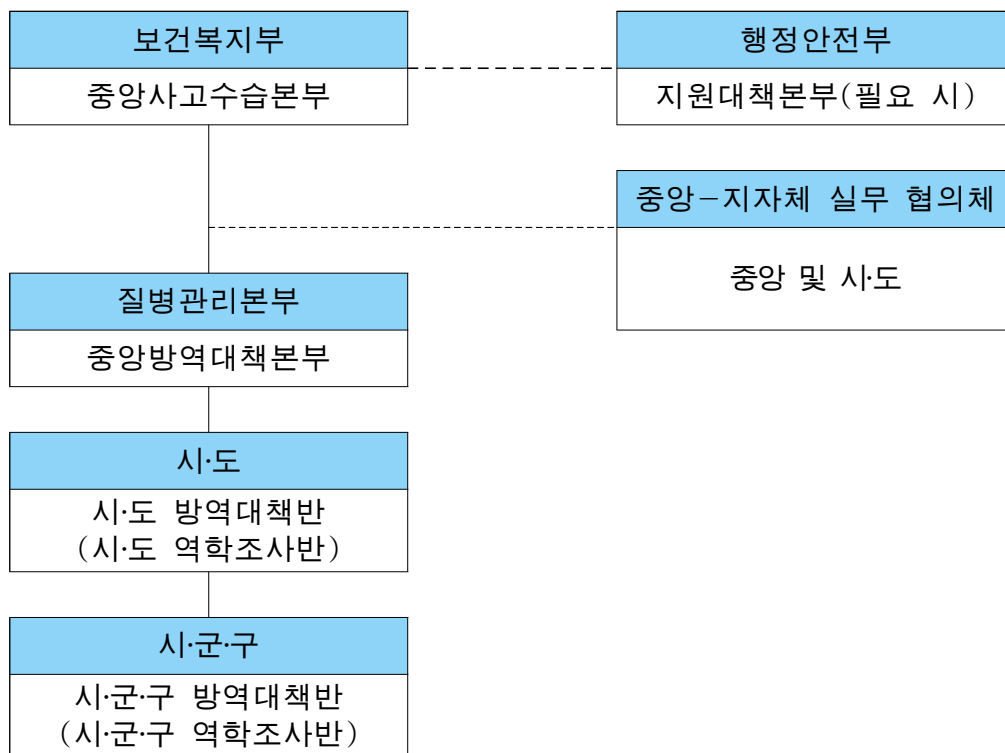 보건복지부
중앙사고수습본부
행정안전부
지원대책본부(필요 시)
중앙-지자체 실무 협의체
중앙 및 시·도
질병관리본부
중앙방역대책본부
시·도
시·도 방역대책반
(시·도 역학조사반)
시·군·구
시·군·구 방역대책반
(시·군·구 역학조사반)